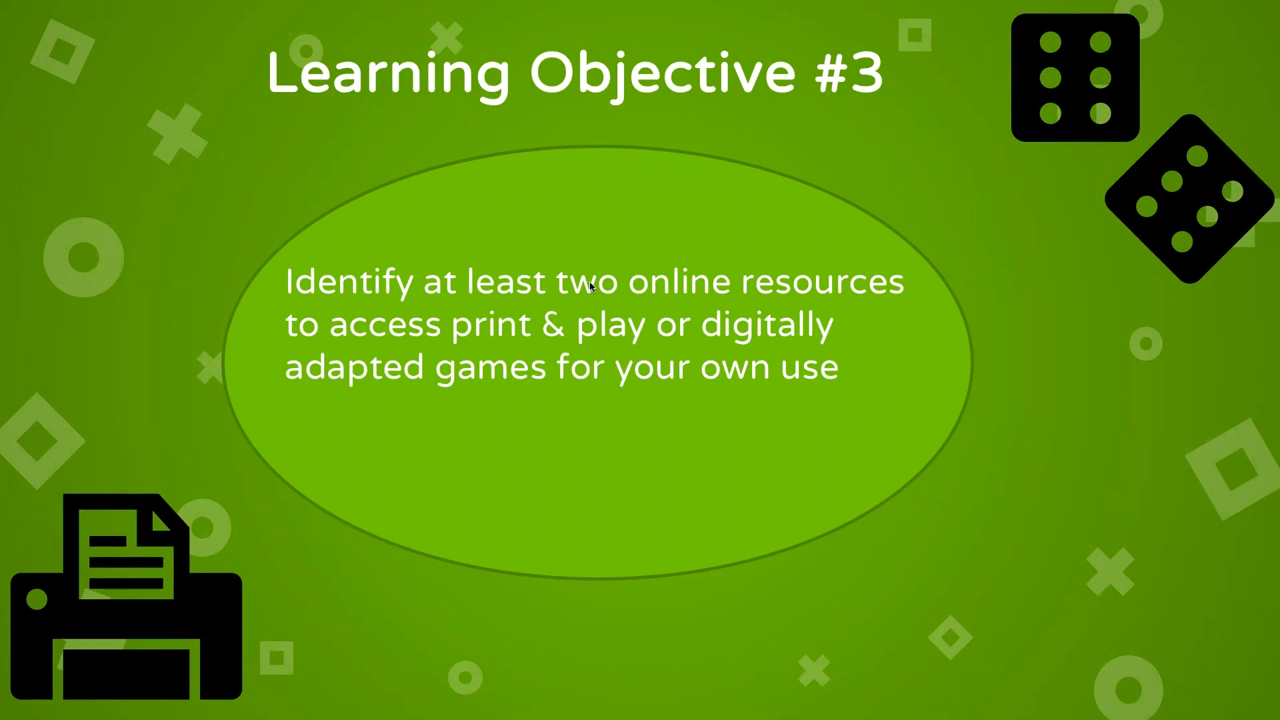 Learning Objective #3
Identify at least two online resources
to access print & play or digitally
adapted games for your own use